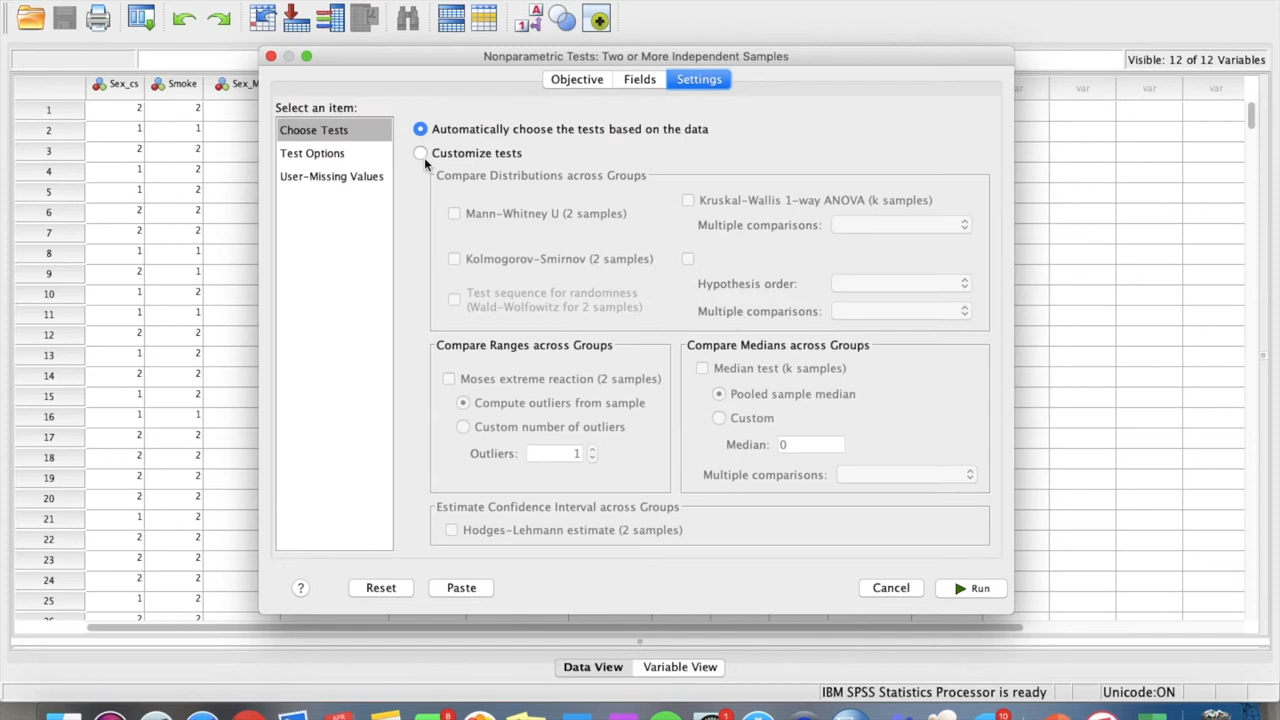 Nonparametric Tests: Two or More Independent Samples
Visible: 12 of 12 Variables
Objective Fields Settings
Sex_cs Smoke Sex_M var var var
Select an item:
Choose Tests
Test Options
User-Missing Values
Automatically choose the tests based on the data
Customize tests
Compare Distributions across Groups
Mann-Whitney U (2 samples)
Kruskal-Wallis 1-way ANOVA (k samples)
Multiple comparisons:
Kolmogorov-Smirnov (2 samples)
Hypothesis order:
Test sequence for randomness
(Wald-Wolfowitz for 2 samples)
Multiple comparisons:
Compare Ranges across Groups
Moses extreme reaction (2 samples)
Compute outliers from sample
Custom number of outliers
Outliers: 1
Compare Medians across Groups
Median test (k samples)
Pooled sample median
Custom
Median: 0
Multiple comparisons:
Estimate Confidence Interval across Groups
Hodges-Lehmann estimate (2 samples)
? Reset Paste Cancel Run
1 2 2
2 1 1
3 2 2
4 1 1
5 1 2
6 2 2
7 2 2
8 1 1
9 2 1
10 1 2
11 1 1
12 2 2
13 1 2
14 2 2
15 1 2
16 1 1
17 2 2
18 2 2
19 2 2
20 2 2
21 1 2
22 2 2
23 2 2
24 2 2
25 1 2
Data View Variable View
IBM SPSS Statistics Processor is ready Unicode:ON
APR 8 1 10